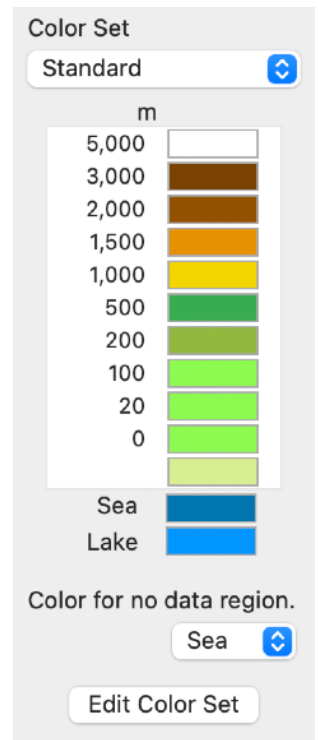 Color Set
Standard
m
5,000
3,000
2,000
1,500
1,000
500
200
100
20
0
Sea
Lake
Color for no data region.
Sea
Edit Color Set